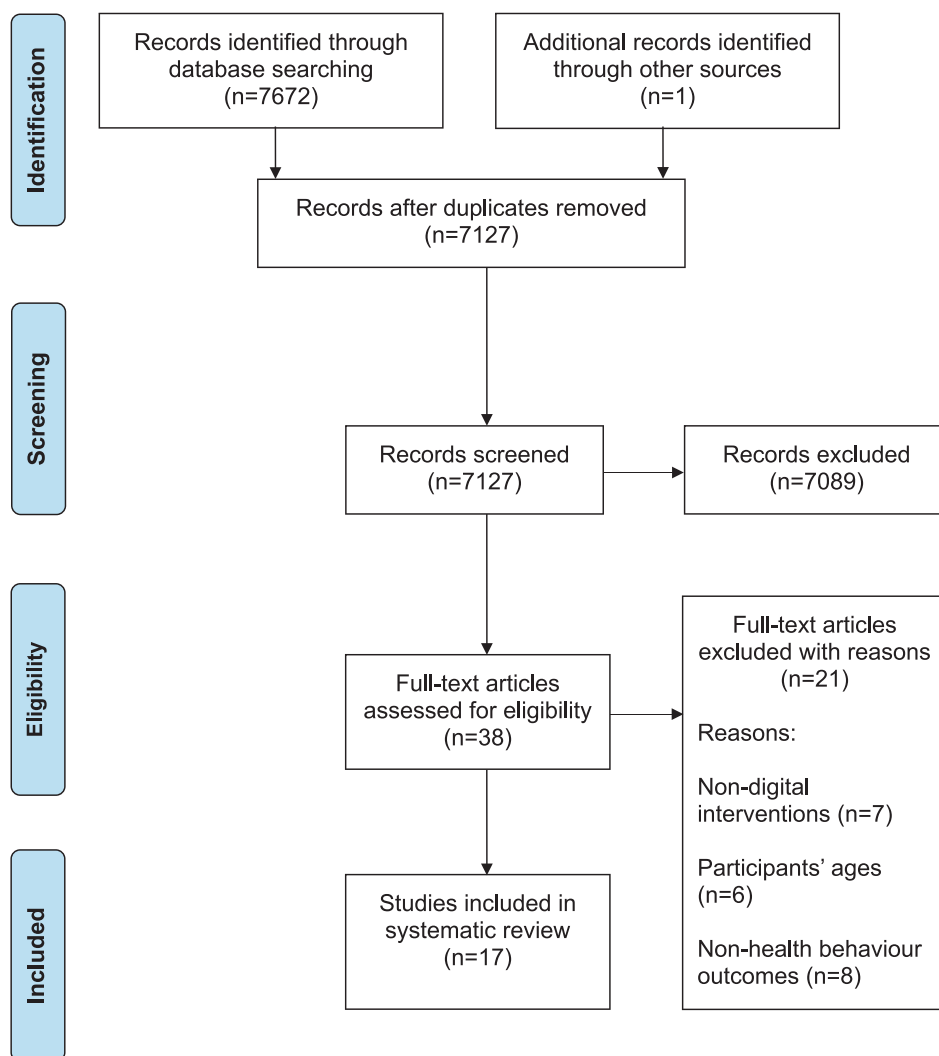 Identification
Records identified through
database searching
(n=7672)
Additional records identified
through other sources
(n=1)
Records after duplicates removed
(n=7127)
Screening
Records screened
(n=7127)
Records excluded
(n=7089)
Eligibility
Full-text articles
assessed for eligibility
(n=38)
Full-text articles
excluded with reasons
(n=21)
Reasons:
Non-digital
interventions (n=7)
Participants’ ages
(n=6)
Non-health behaviour
outcomes (n=8)
Included
Studies included in
systematic review
(n=17)